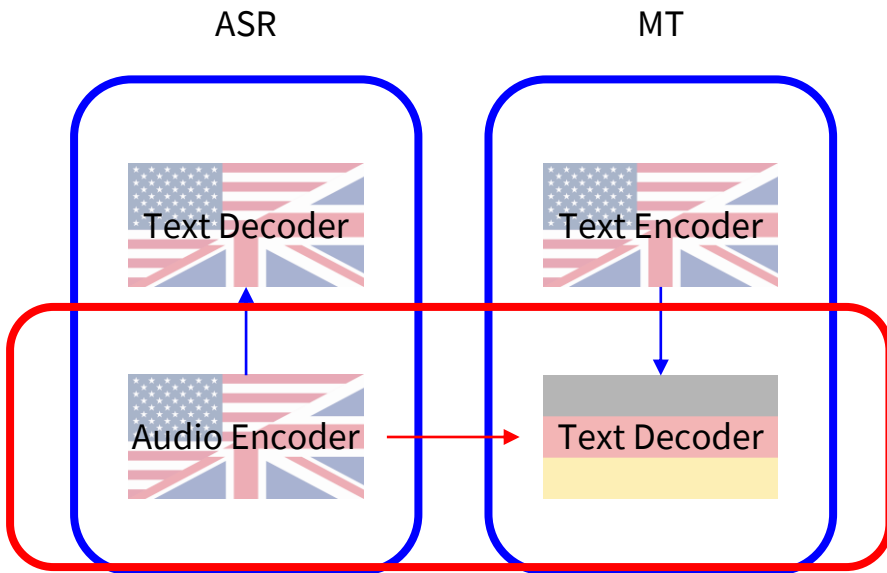 ASR
MT
Text Decoder
Text Encoder
Audio Encoder
Text Decoder